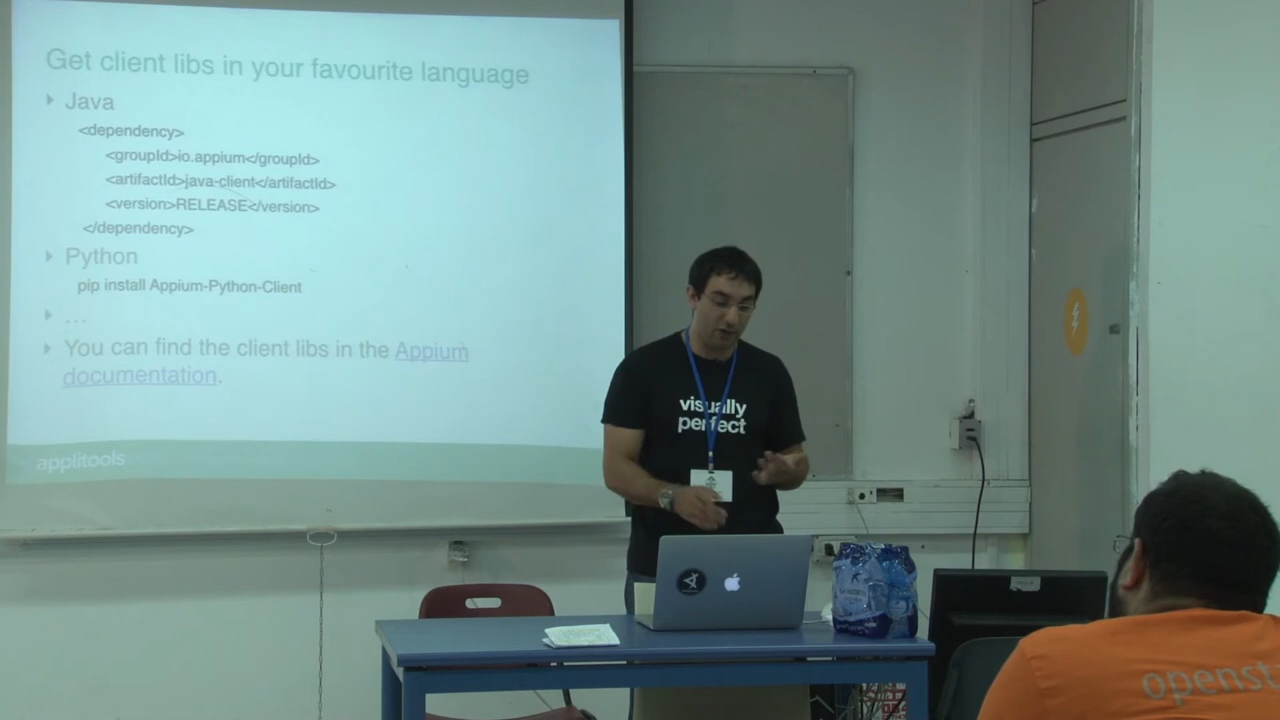 Get client libs in your favourite language
Java
<dependency>
<groupId>io.appium</groupId>
<artifactId>java-client</artifactId>
<version>RELEASE</version>
</dependency>
Python
pip install Appium-Python-Client
...
You can find the client libs in the Appium
documentation.
applitools
visually
perfect
openst